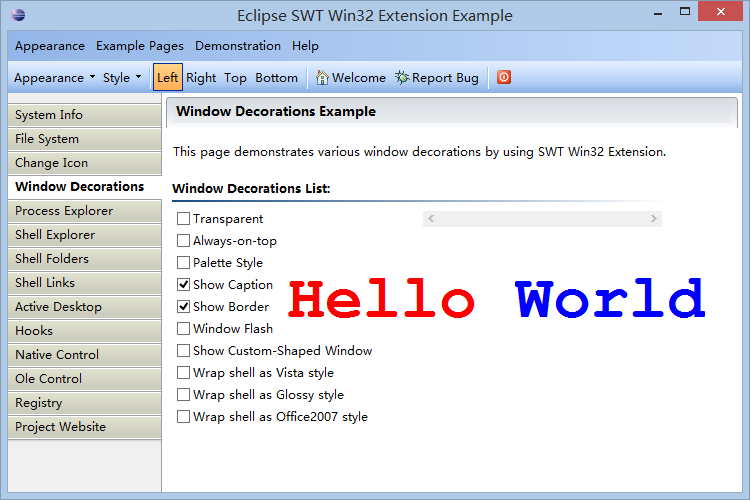 Eclipse SWT Win32 Extension Example
Appearance Example Pages Demonstration Help
Appearance Style Left Right Top Bottom Welcome Report Bug
System Info
File System
Change Icon
Window Decorations
Process Explorer
Shell Explorer
Shell Folders
Shell Links
Active Desktop
Hooks
Native Control
Ole Control
Registry
Project Website
Window Decorations Example
This page demonstrates various window decorations by using SWT Win32 Extension.
Window Decorations List:
Transparent
Always-on-top
Palette Style
Show Caption
Show Border
Window Flash
Show Custom-Shaped Window
Wrap shell as Vista style
Wrap shell as Glossy style
Wrap shell as Office2007 style
Hello World